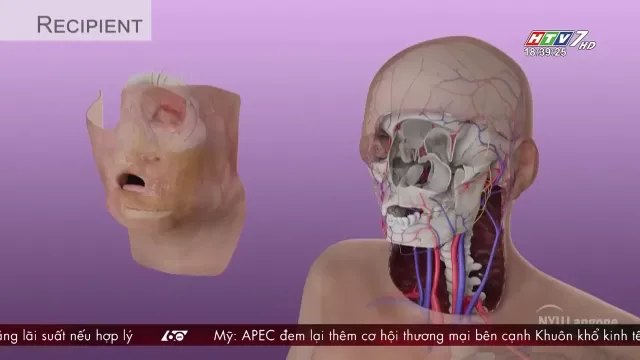 RECIPIENT
HTV7 HD
18:39:25
NYU Langone
ăng lãi suất nếu hợp lý 60 Mỹ: APEC đem lại thêm cơ hội thương mại bên cạnh Khuôn khổ kinh tế